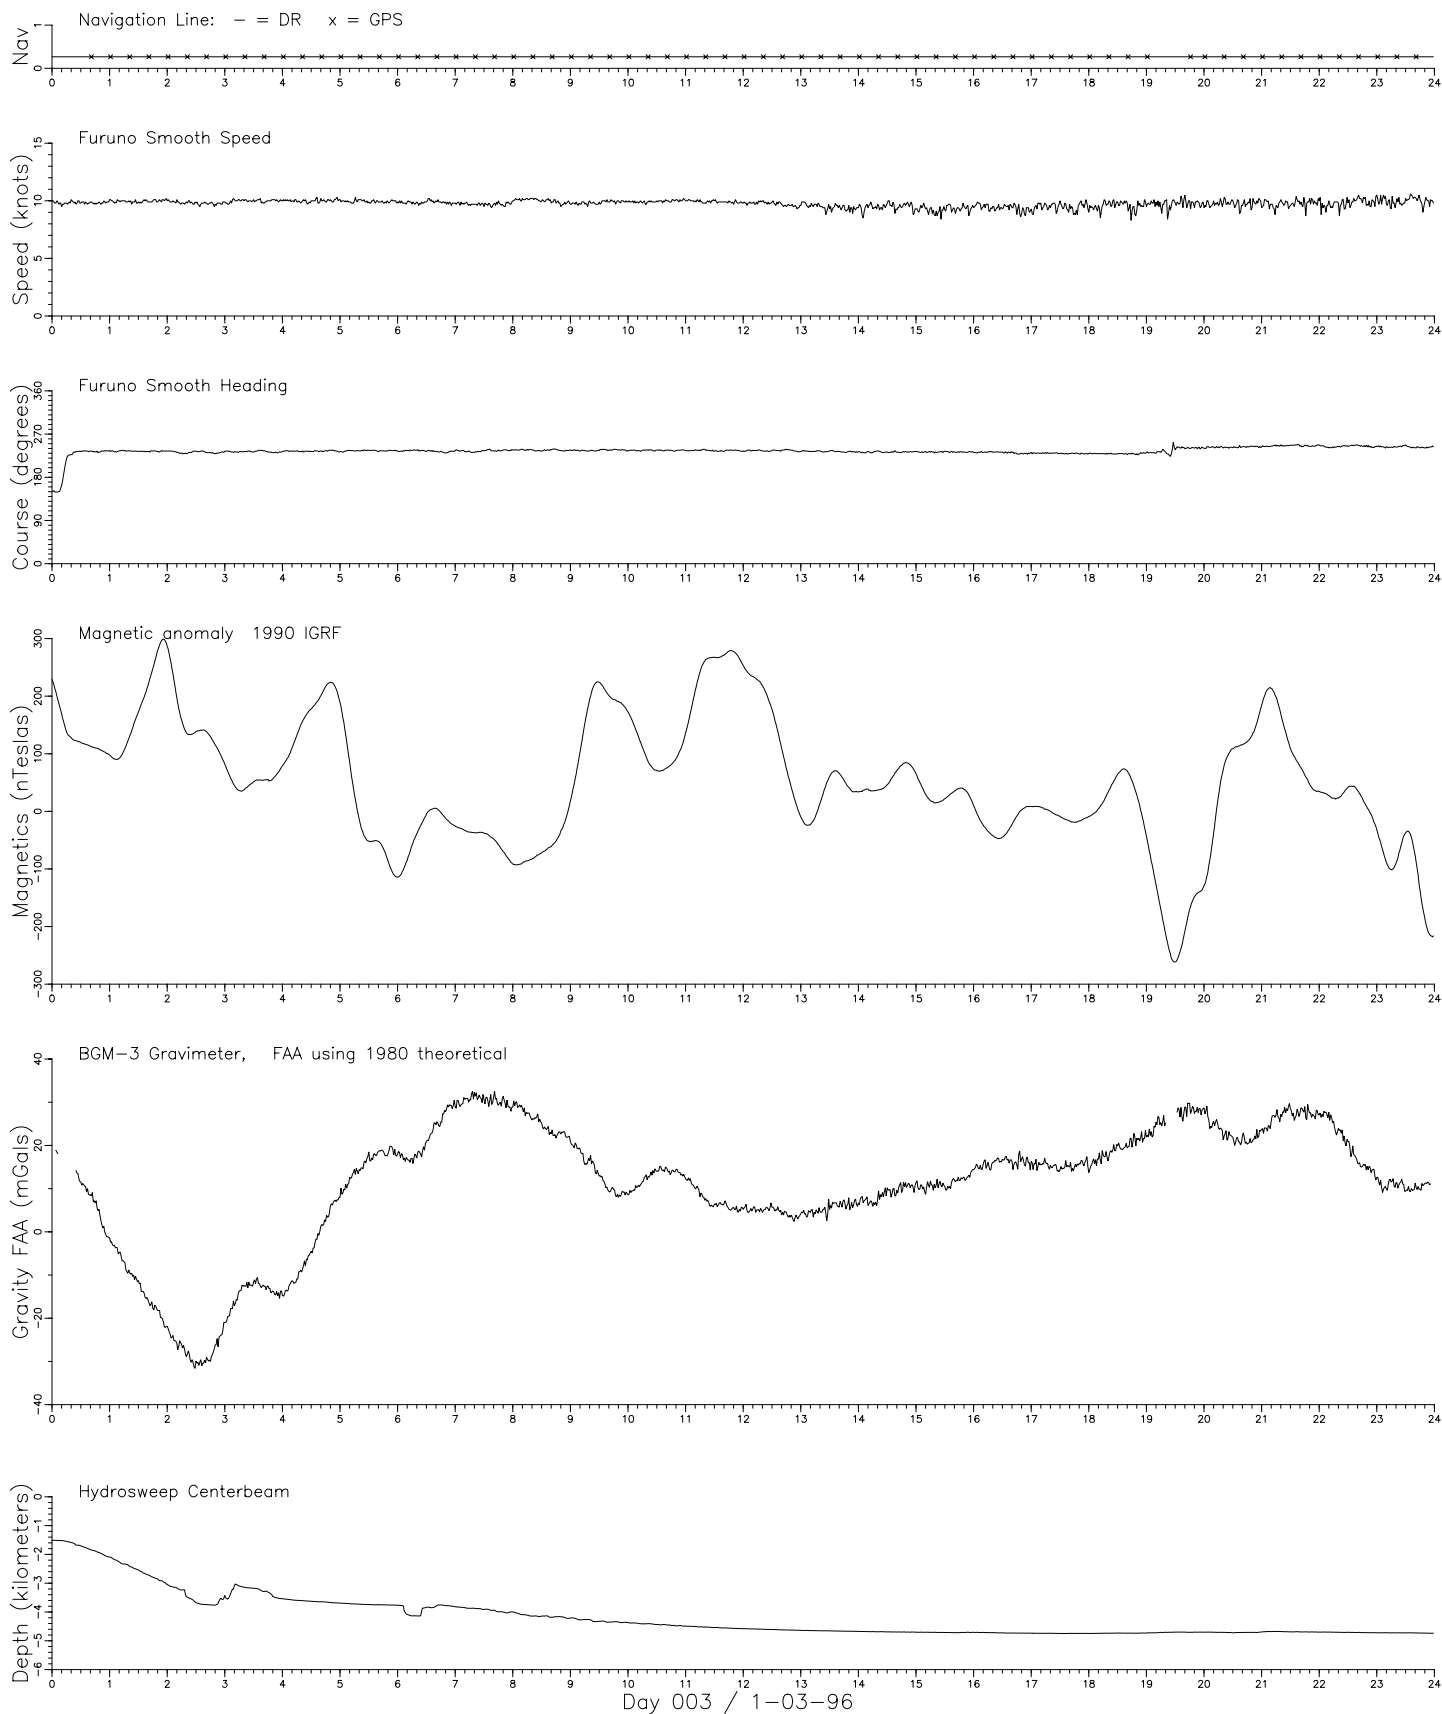 Navigation Line: − = DR x = GPS
Nav
1
0
0 1 2 3 4 5 6 7 8 9 10 11 12 13 14 15 16 17 18 19 20 21 22 23 24
Furuno Smooth Speed
Speed (knots)
15
10
5
0
0 1 2 3 4 5 6 7 8 9 10 11 12 13 14 15 16 17 18 19 20 21 22 23 24
Furuno Smooth Heading
Course (degrees)
360
270
180
90
0
0 1 2 3 4 5 6 7 8 9 10 11 12 13 14 15 16 17 18 19 20 21 22 23 24
Magnetic anomaly 1990 IGRF
Magnetics (nTeslas)
300
200
100
0
−100
−200
−300
0 1 2 3 4 5 6 7 8 9 10 11 12 13 14 15 16 17 18 19 20 21 22 23 24
BGM−3 Gravimeter, FAA using 1980 theoretical
Gravity FAA (mGals)
40
20
0
−20
−40
0 1 2 3 4 5 6 7 8 9 10 11 12 13 14 15 16 17 18 19 20 21 22 23 24
Hydrosweep Centerbeam
Depth (kilometers)
0
−1
−2
−3
−4
−5
−6
0 1 2 3 4 5 6 7 8 9 10 11 12 13 14 15 16 17 18 19 20 21 22 23 24
Day 003 / 1−03−96